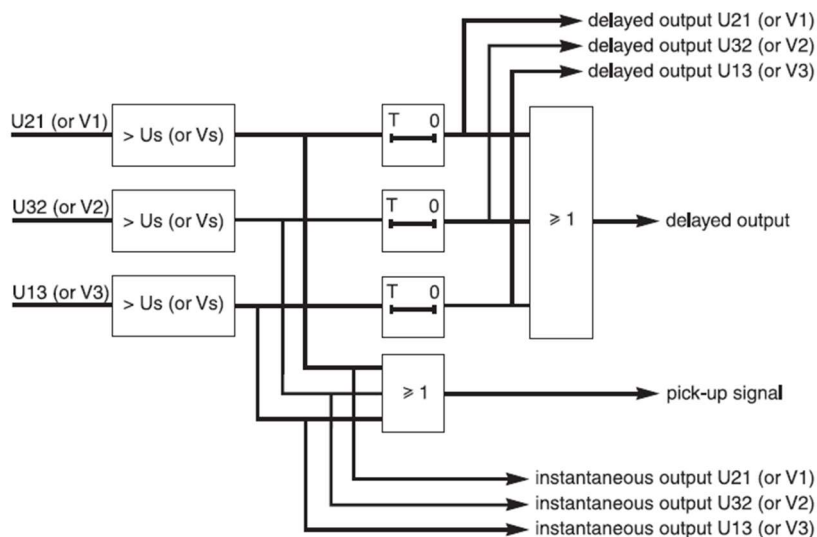 delayed output U21 (or V1)
delayed output U32 (or V2)
delayed output U13 (or V3)
U21 (or V1)
> Us (or Vs)
T 0
U32 (or V2)
> Us (or Vs)
T 0
⩾ 1
delayed output
U13 (or V3)
> Us (or Vs)
T 0
⩾ 1
pick-up signal
instantaneous output U21 (or V1)
instantaneous output U32 (or V2)
instantaneous output U13 (or V3)